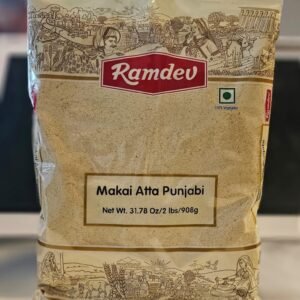 Ramdev
100% Vegetarian
Makai Atta Punjabi
Net Wt. 31.78 Oz/2 lbs/908g